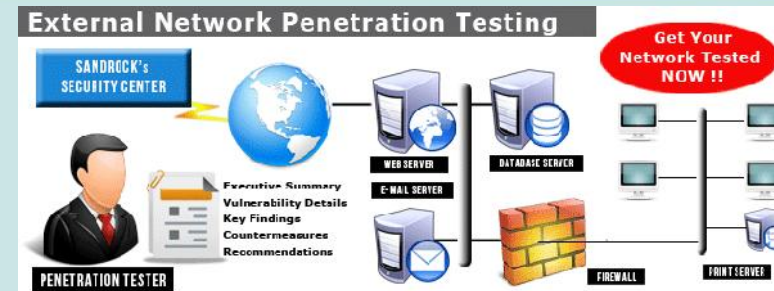 External Network Penetration Testing
Get Your
Network Tested
NOW !!
SANDROCK's
SECURITY CENTER
WEB SERVER
DATABASE SERVER
E-MAIL SERVER
Executive Summary
Vulnerability Details
Key Findings
Countermeasures
Recommendations
PENETRATION TESTER
FIREWALL
PRINT SERVER